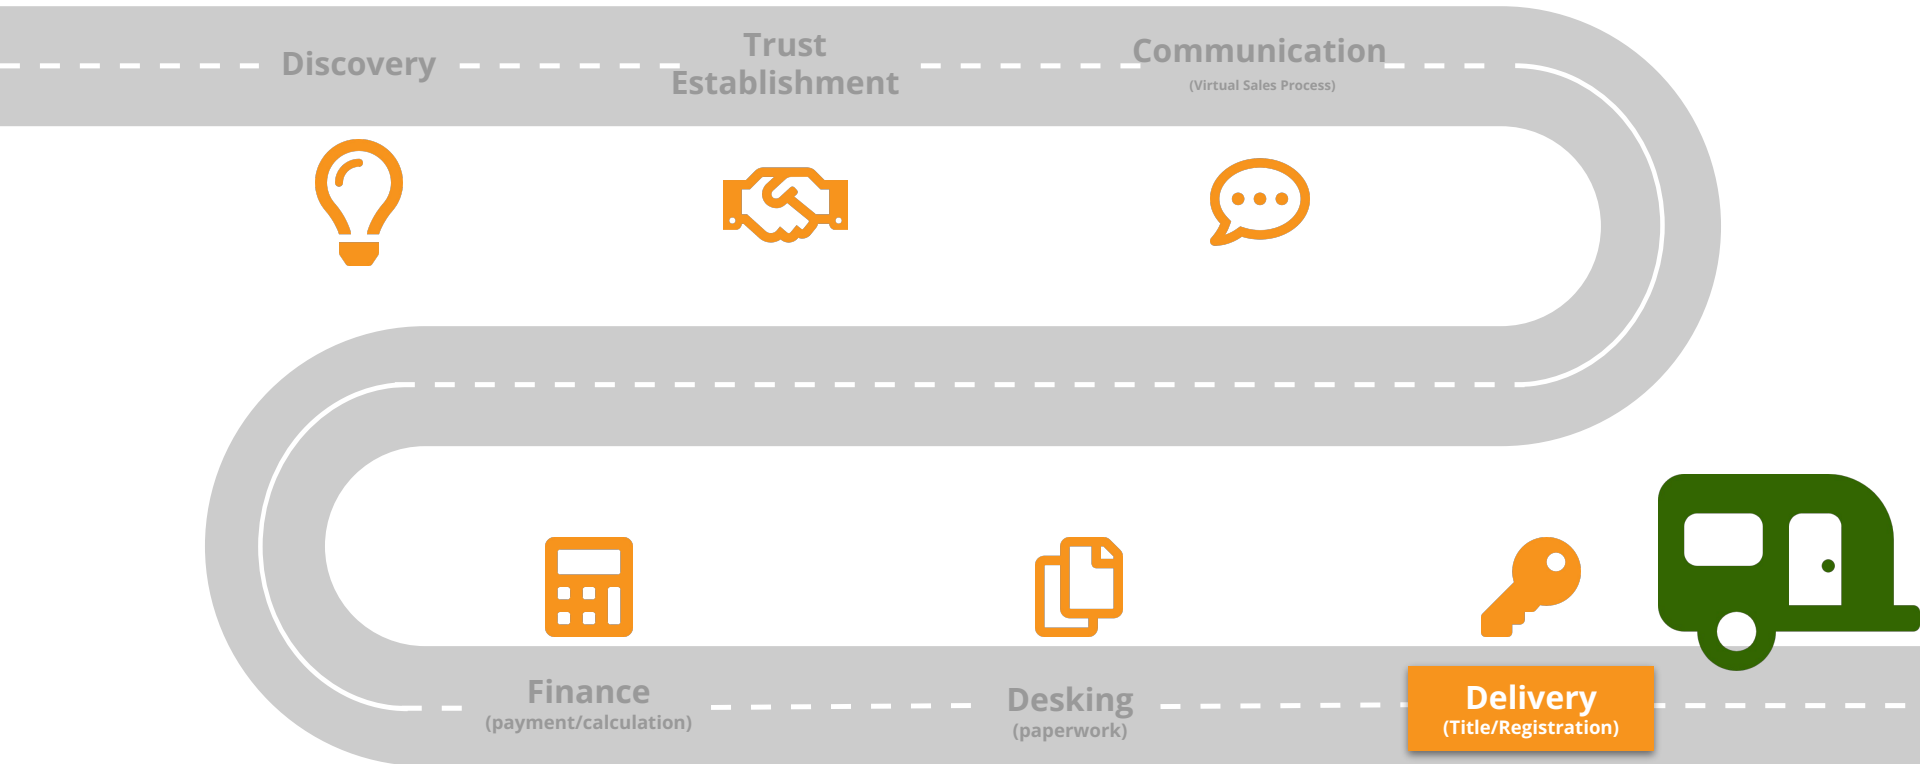 Discovery
Trust
Establishment
Communication
(Virtual Sales Process)
Finance
(payment/calculation)
Desking
(paperwork)
Delivery
(Title/Registration)